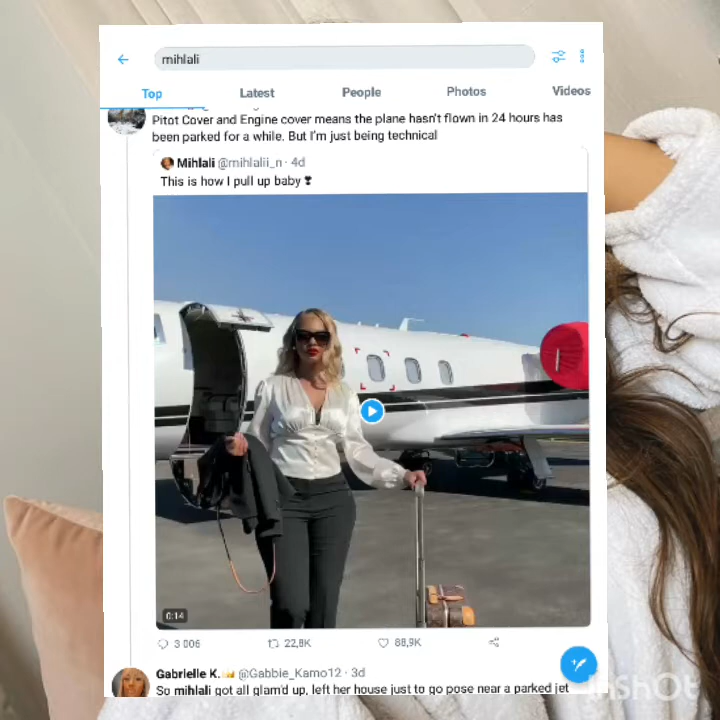 mihlali
Top Latest People Photos Videos
Pitot Cover and Engine cover means the plane hasn't flown in 24 hours has
been parked for a while. But I'm just being technical
Mihlali @mihlalii_n · 4d
This is how I pull up baby ❣
0:14
3 006 22,8K 88,9K
Gabrielle K.👑 @Gabbie_Kamo12 · 3d
So mihlali got all glam'd up, left her house just to go pose near a parked jet